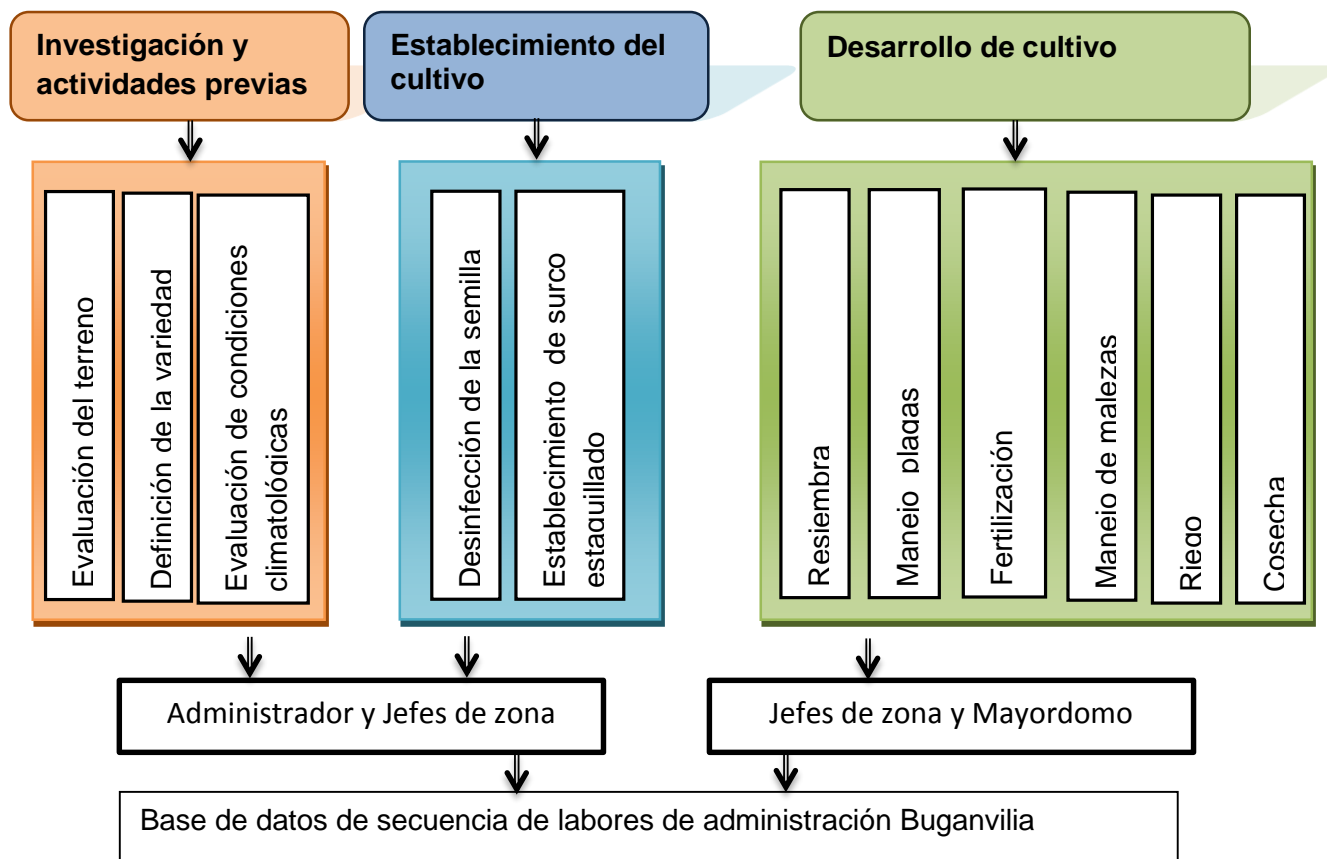 Investigación y
actividades previas
Establecimiento del
cultivo
Desarrollo de cultivo
Evaluación del terreno
Definición de la variedad
Evaluación de condiciones
climatológicas
Desinfección de la semilla
Establecimiento de surco
estaquillado
Resiembra
Manejo plagas
Fertilización
Manejo de malezas
Riego
Cosecha
Administrador y Jefes de zona
Jefes de zona y Mayordomo
Base de datos de secuencia de labores de administración Buganvilia